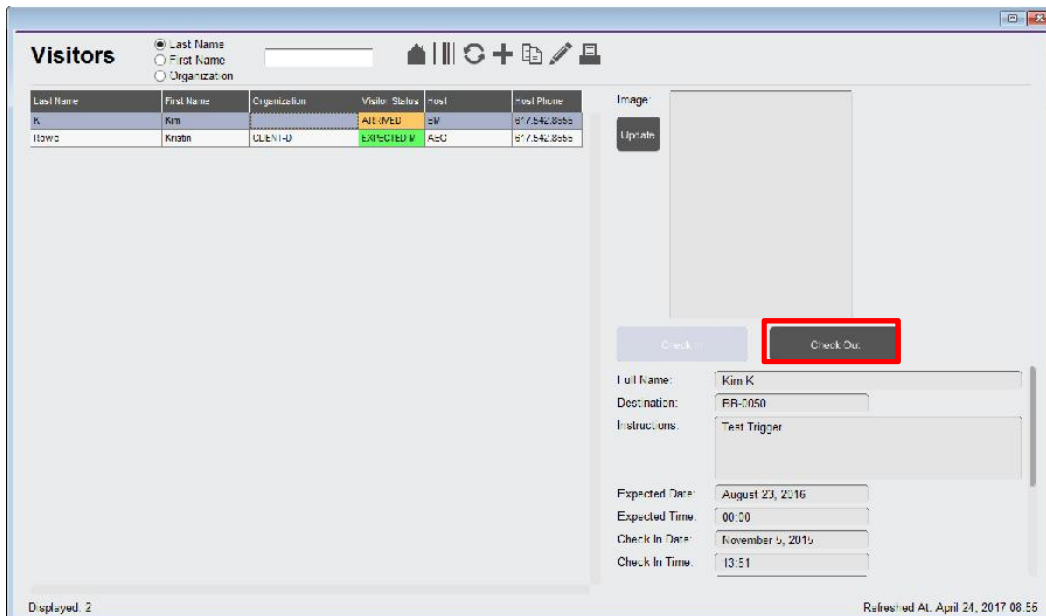 Visitors
Last Name
First Name
Organization
Last Name First Name Organization Visitor Status Host Host Phone
K Kim ARRIVED 617.542.8555
Rowe Kristin CLIENT-D EXPECTED 617.542.8555
Image:
Update
Check In Check Out
Full Name: Kim K
Destination:
Instructions: Test Trigger
Expected Date: August 23, 2016
Expected Time: 00:00
Check In Date: November 5, 2015
Check In Time: 13:51
Displayed: 2
Refreshed At: April 24, 2017 08:55